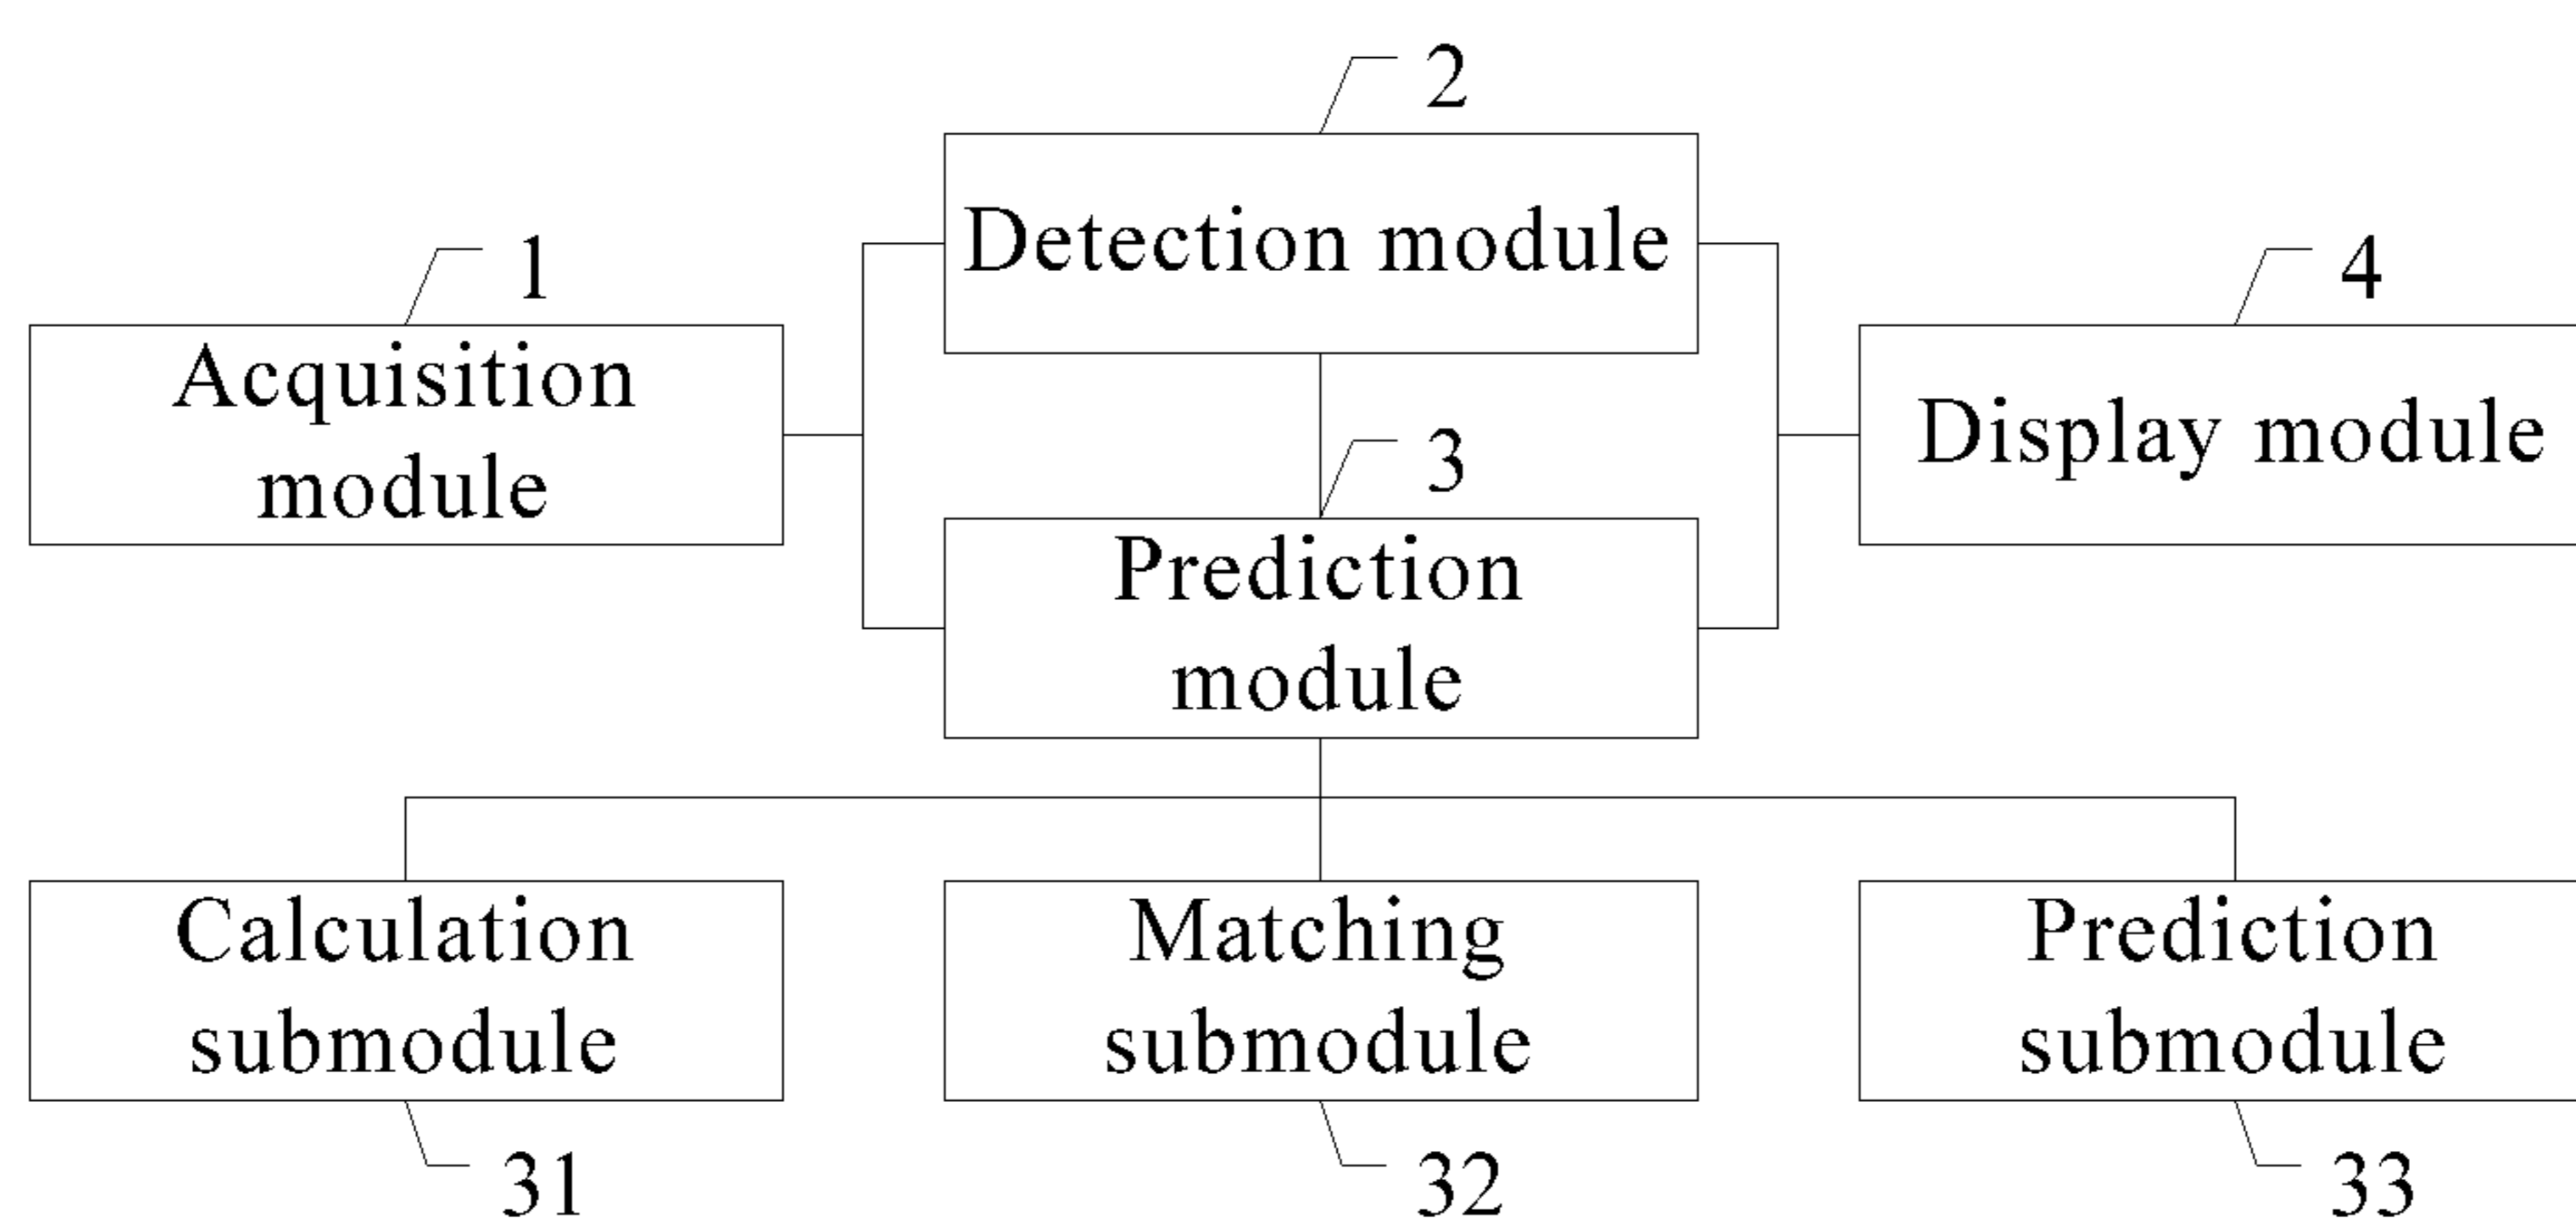 2
Detection module
1
Acquisition
module
4
Display module
3
Prediction
module
Calculation
submodule
31
Matching
submodule
32
Prediction
submodule
33